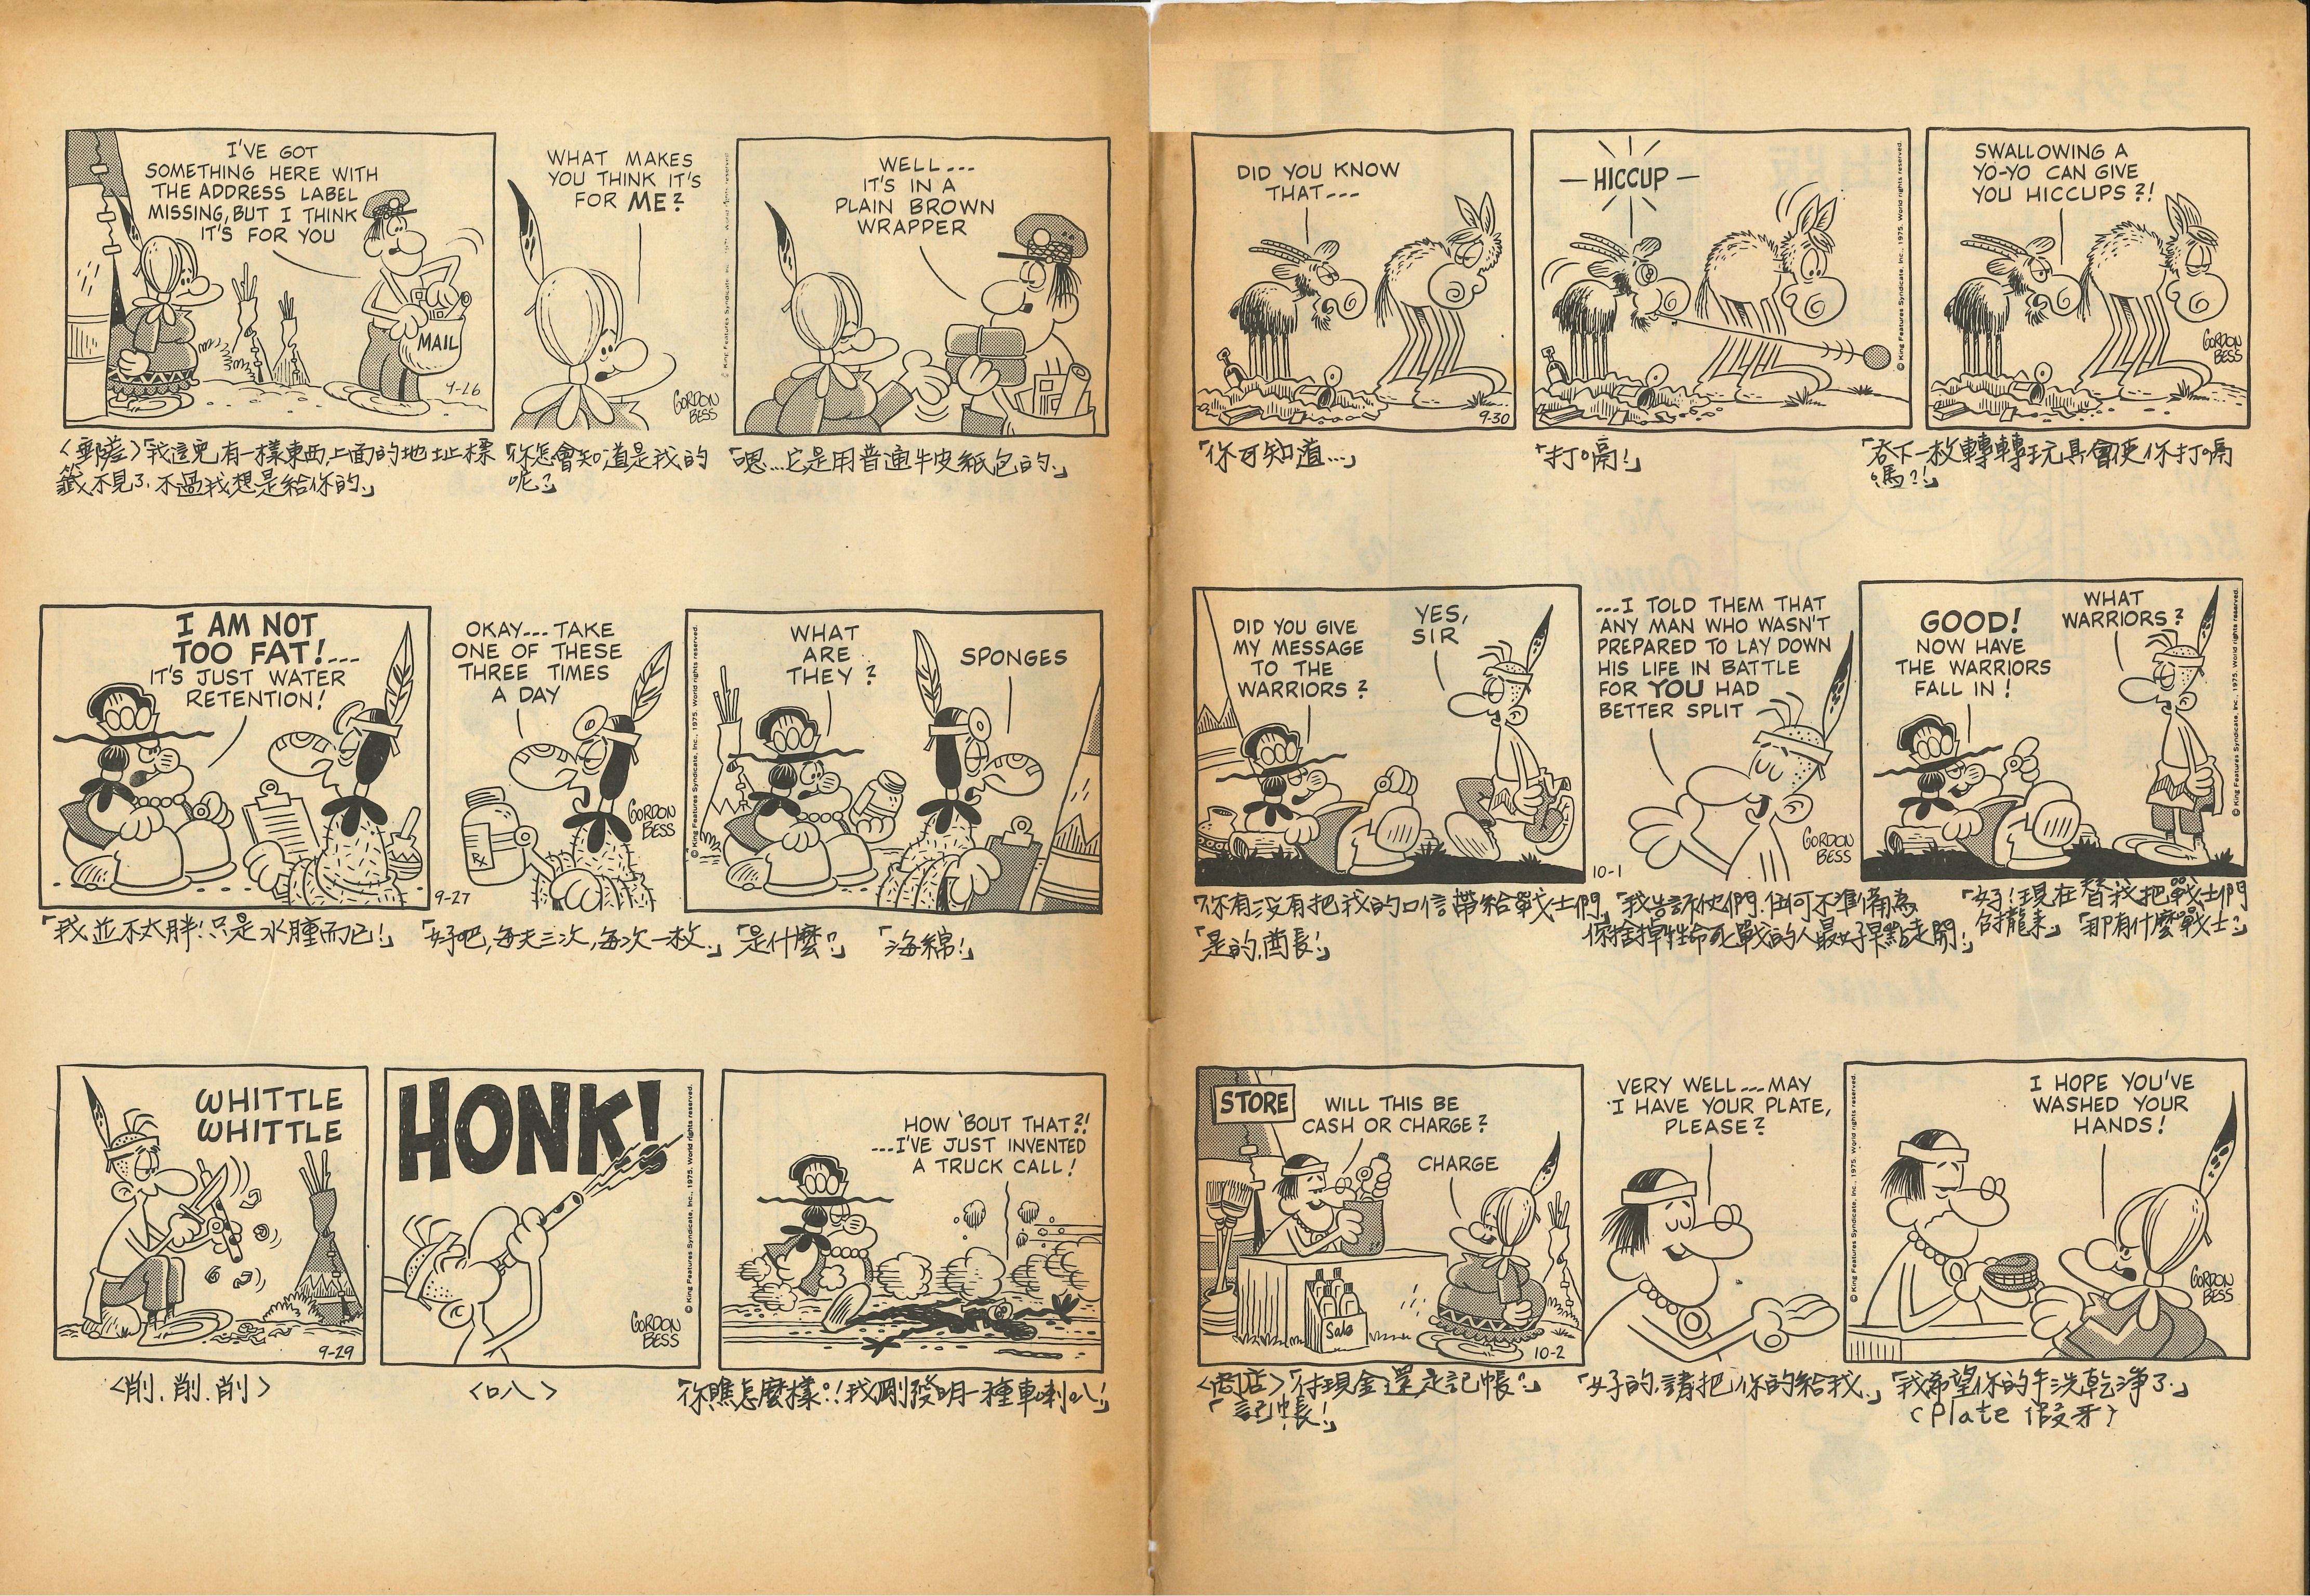 I'VE GOT
SOMETHING HERE WITH
THE ADDRESS LABEL
MISSING, BUT I THINK
IT'S FOR YOU
MAIL
9-26
WHAT MAKES
YOU THINK IT'S
FOR ME?
GORDON
BESS
WELL---
IT'S IN A
PLAIN BROWN
WRAPPER
〈郵差〉「我這兒有一樣東西,上面的地址標
籤不見了.不過我想是給你的.」
「你怎會知道是我的
呢?」
「嗯...它是用普通牛皮紙包的.」
I AM NOT
TOO FAT!---
IT'S JUST WATER
RETENTION!
9-27
OKAY--- TAKE
ONE OF THESE
THREE TIMES
A DAY
RX
GORDON
BESS
© King Features Syndicate, Inc., 1975. World rights reserved.
WHAT
ARE
THEY?
SPONGES
「我並不太胖!只是水腫而已!」
「好吧,每天三次,每次一枚.」
「是什麼?」
「海綿!」
WHITTLE
WHITTLE
9-29
HONK!
© King Features Syndicate, Inc., 1975. World rights reserved.
GORDON
BESS
HOW 'BOUT THAT?!
---I'VE JUST INVENTED
A TRUCK CALL!
〈削.削.削〉
〈叭〉
「你瞧怎麼樣?!我剛發明一種車喇叭!」
DID YOU KNOW
THAT---
9-30
HICCUP
© King Features Syndicate, Inc., 1975. World rights reserved.
SWALLOWING A
YO-YO CAN GIVE
YOU HICCUPS?!
GORDON
BESS
「你可知道...」
「打嗝!」
「吞下一枚轉轉玩具會使你打嗝
嗎?!」
DID YOU GIVE
MY MESSAGE
TO THE
WARRIORS?
YES,
SIR
10-1
---I TOLD THEM THAT
ANY MAN WHO WASN'T
PREPARED TO LAY DOWN
HIS LIFE IN BATTLE
FOR YOU HAD
BETTER SPLIT
GORDON
BESS
GOOD!
NOW HAVE
THE WARRIORS
FALL IN!
WHAT
WARRIORS?
© King Features Syndicate, Inc., 1975. World rights reserved.
「你有沒有把我的口信帶給戰士們」
「是的,酋長!」
「我告訴他們.任何不準備為
你捨掉性命死戰的人最好早點走開!」
「好!現在替我把戰士們
召攏來」「那有什麼戰士?」
STORE
WILL THIS BE
CASH OR CHARGE?
CHARGE
Sale
10-2
VERY WELL---MAY
I HAVE YOUR PLATE,
PLEASE?
© King Features Syndicate, Inc., 1975. World rights reserved.
I HOPE YOU'VE
WASHED YOUR
HANDS!
GORDON
BESS
〈商店〉「付現金還是記帳?」
「記帳!」
「好的,請把你的給我.」
「我希望你的手洗乾淨了.」
(Plate 假牙)